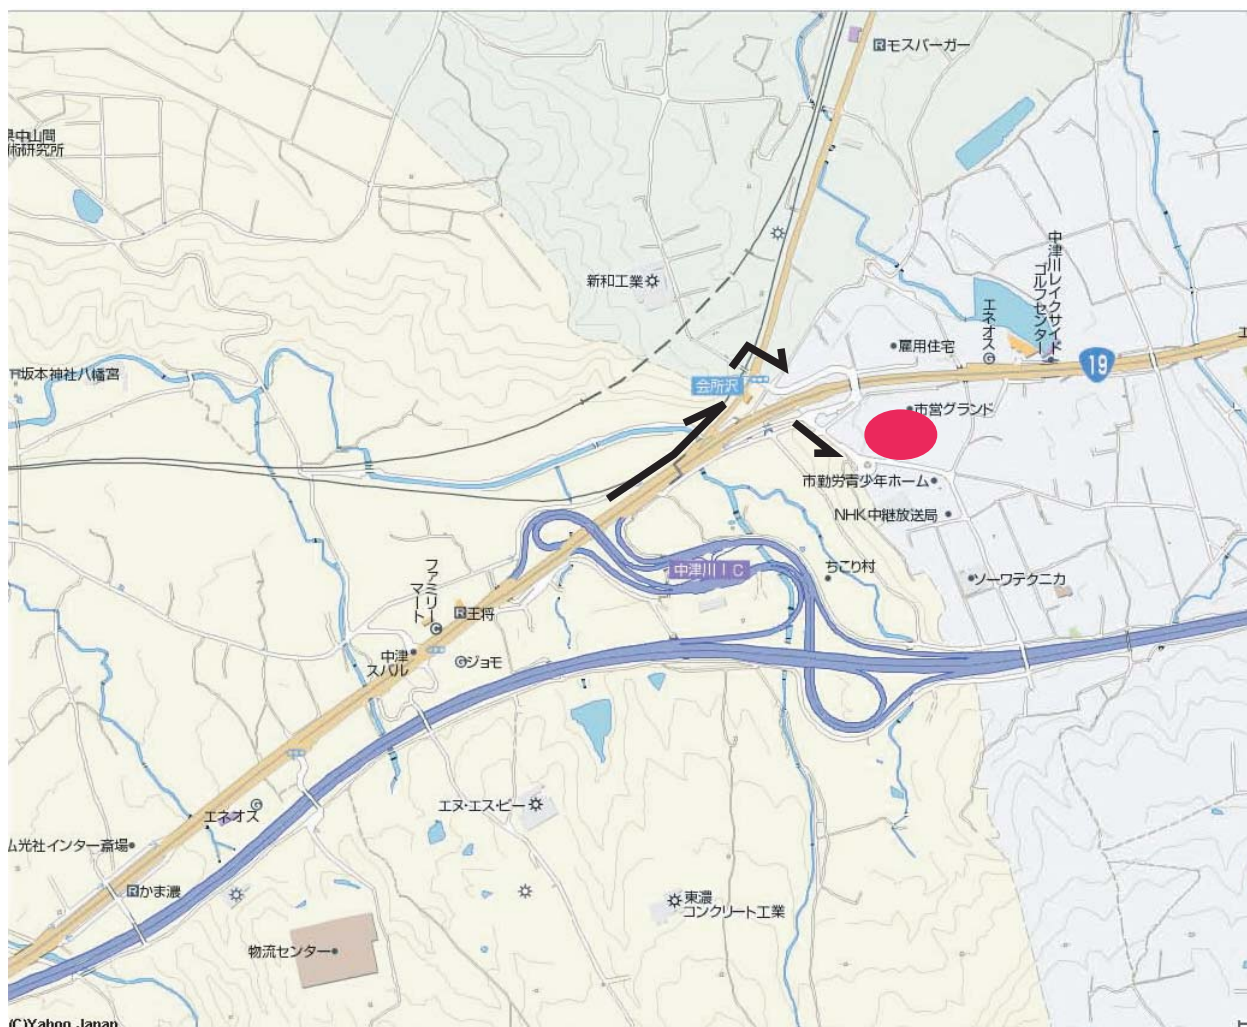 モスバーガー
県中山間
術研究所
中津川レイクサイド
ゴルフセンター
新和工業
エネオス
雇用住宅
19
坂本神社八幡宮
会所沢
市営グランド
市勤労青少年ホーム
NHK中継放送局
中津川IC
ちこり村
ソーワテクニカ
ファミリー
マート
王将
中津
スバル
ジョモ
エヌ・エス・ピー
エネオス
ム光社インター斎場
かま濃
東濃
コンクリート工業
物流センター
(C)Yahoo Japan